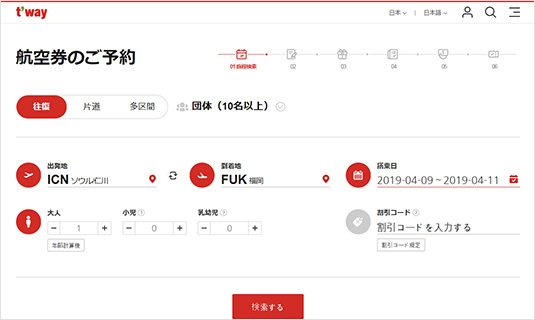 t'way
日本 日本語
航空券のご予約
01.旅程検索 02 03 04 05 06
往復 片道 多区間 団体（10名以上）
出発地 到着地 搭乗日
ICN ソウル/仁川 FUK 福岡 2019-04-09 ~ 2019-04-11
大人 小児 ? 乳幼児 ? 割引コード ?
− 1 + − 0 + − 0 + 割引コードを入力する
年齢計算機 割引コード規定
検索する